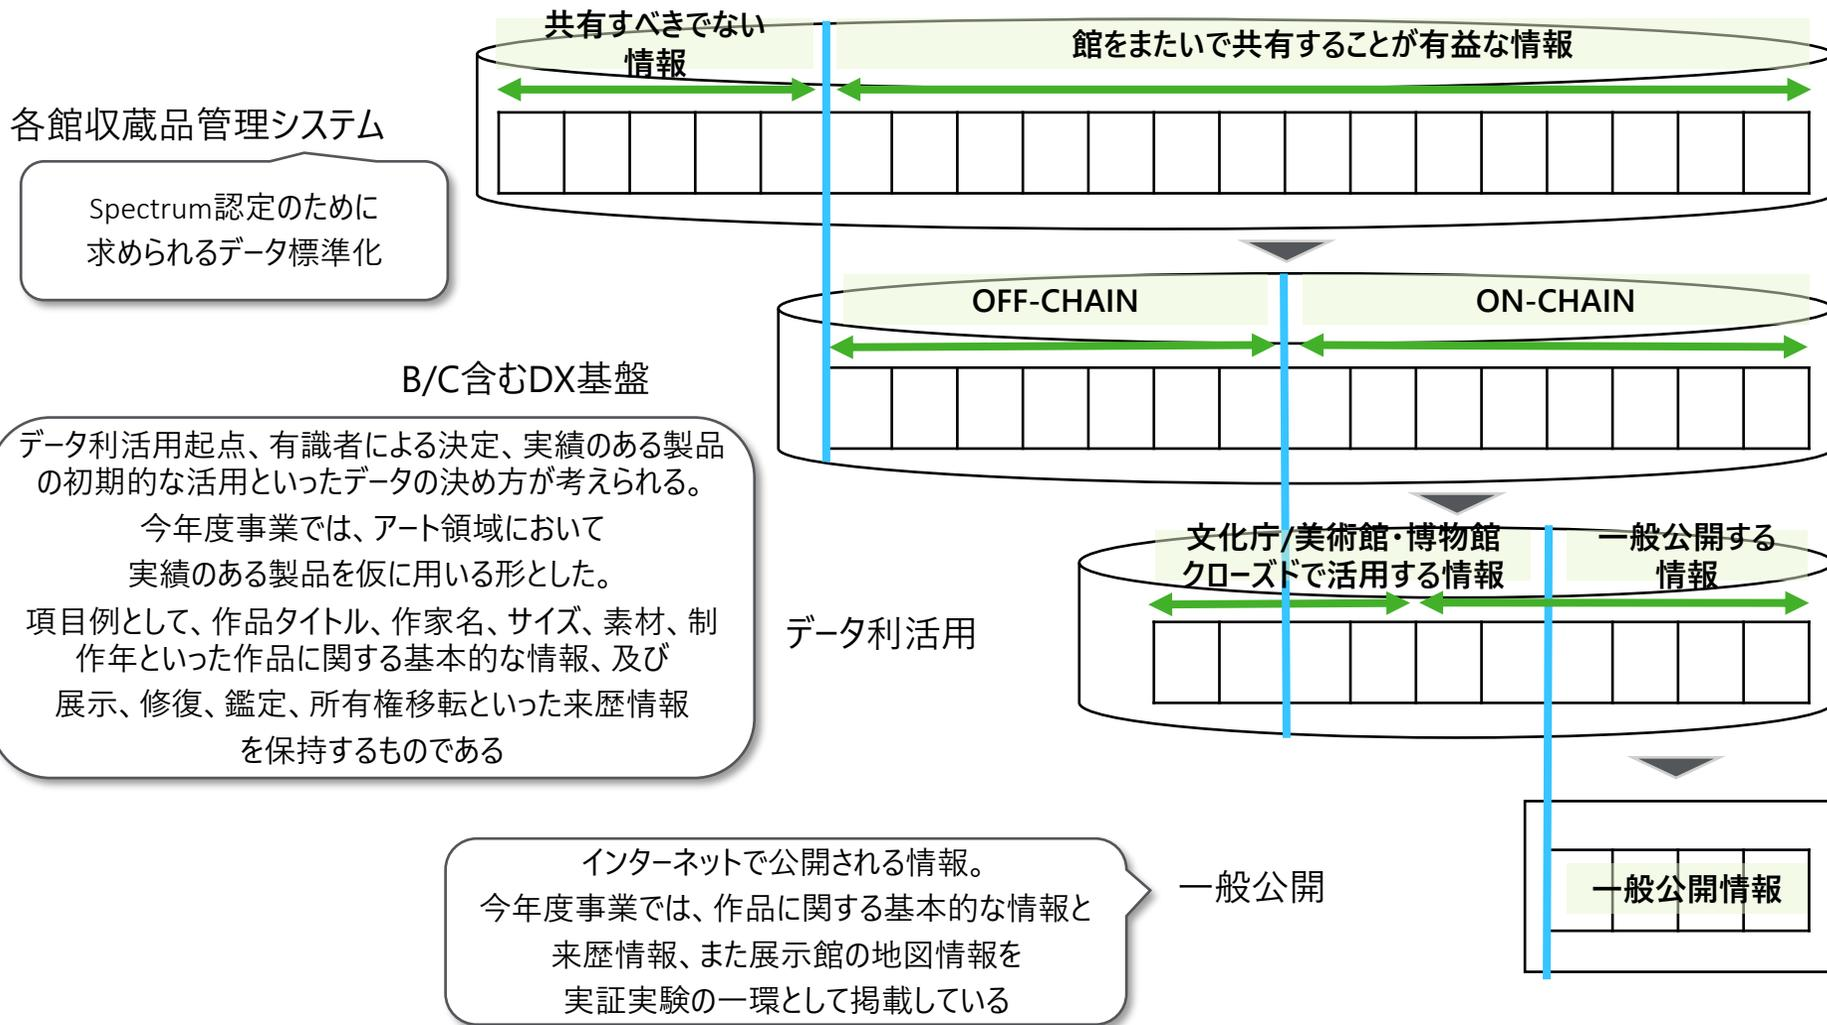 共有すべきでない
情報
館をまたいで共有することが有益な情報
各館収蔵品管理システム
Spectrum認定のために
求められるデータ標準化
OFF-CHAIN
ON-CHAIN
B/C含むDX基盤
データ利活用起点、有識者による決定、実績のある製品
の初期的な活用といったデータの決め方が考えられる。
今年度事業では、アート領域において
実績のある製品を仮に用いる形とした。
項目例として、作品タイトル、作家名、サイズ、素材、制
作年といった作品に関する基本的な情報、及び
展示、修復、鑑定、所有権移転といった来歴情報
を保持するものである
データ利活用
文化庁/美術館・博物館
クローズドで活用する情報
一般公開する
情報
インターネットで公開される情報。
今年度事業では、作品に関する基本的な情報と
来歴情報、また展示館の地図情報を
実証実験の一環として掲載している
一般公開
一般公開情報